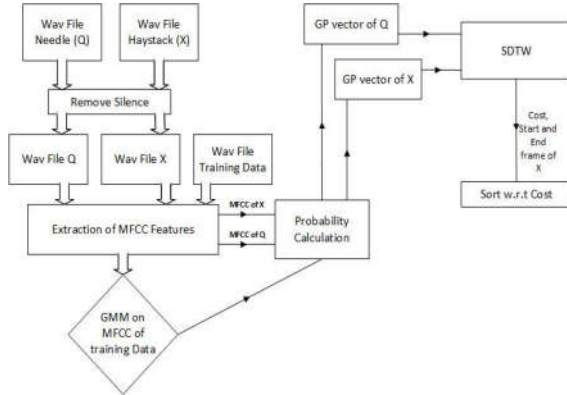 Wav File
Needle (Q)
Wav File
Haystack (X)
Remove Silence
Wav File Q
Wav File X
Wav File
Training Data
Extraction of MFCC Features
MFCC of X
MFCC of Q
Probability
Calculation
GMM on
MFCC of
training Data
GP vector of Q
GP vector of X
SDTW
Cost,
Start and
End
frame of
X
Sort w.r.t Cost